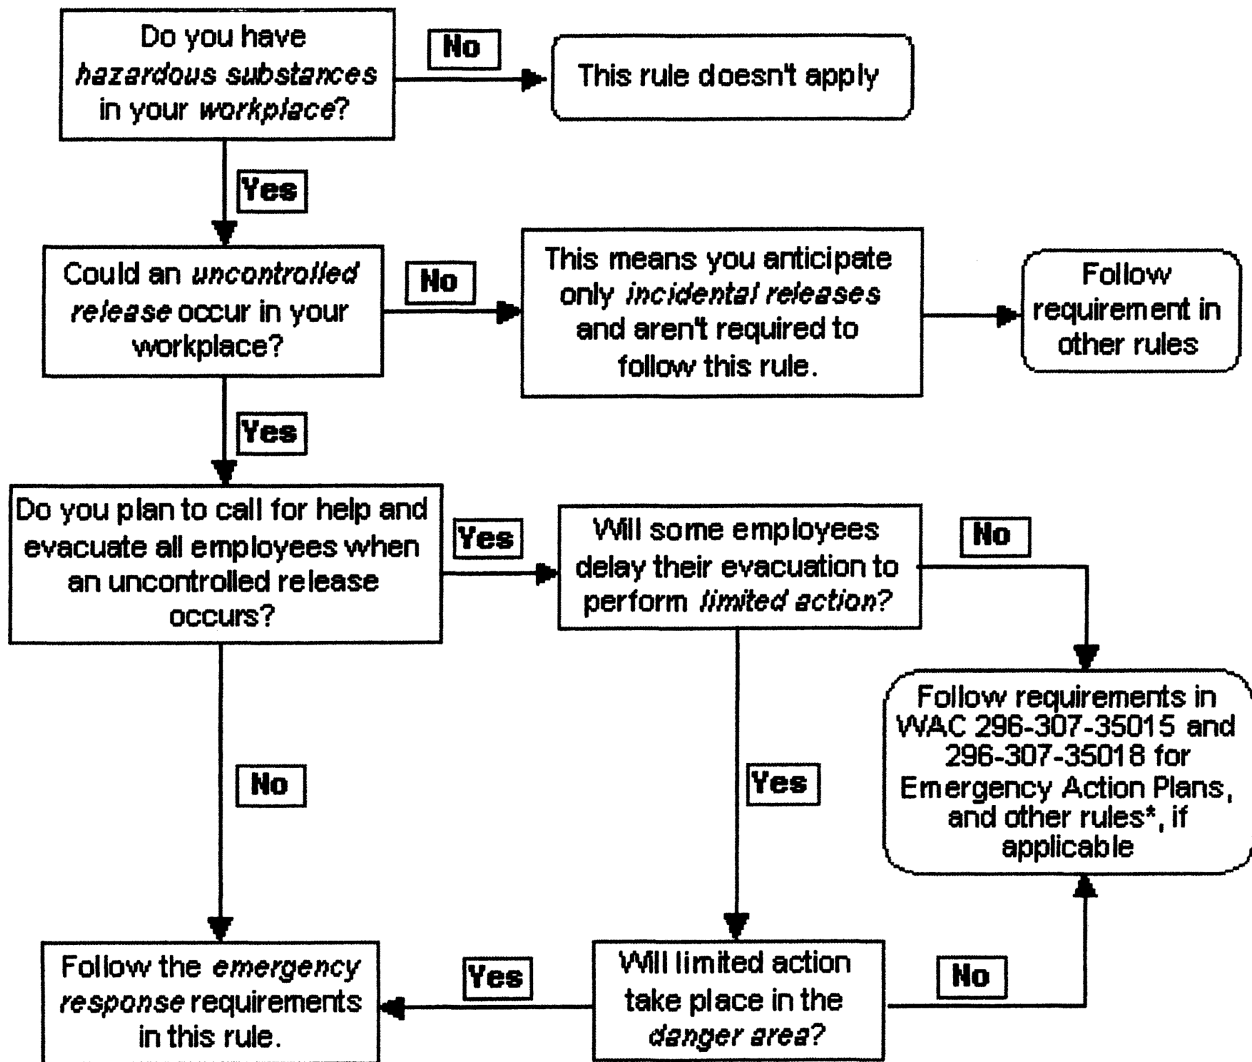 Do you have
hazardous substances
in your workplace?
No
This rule doesn't apply
Yes
Could an uncontrolled
release occur in your
workplace?
No
This means you anticipate
only incidental releases
and aren't required to
follow this rule.
Follow
requirement in
other rules
Yes
Do you plan to call for help and
evacuate all employees when
an uncontrolled release
occurs?
Yes
Will some employees
delay their evacuation to
perform limited action?
No
Follow requirements in
WAC 296-307-35015 and
296-307-35018 for
Emergency Action Plans,
and other rules*, if
applicable
No
Yes
Follow the emergency
response requirements
in this rule.
Yes
Will limited action
take place in the
danger area?
No